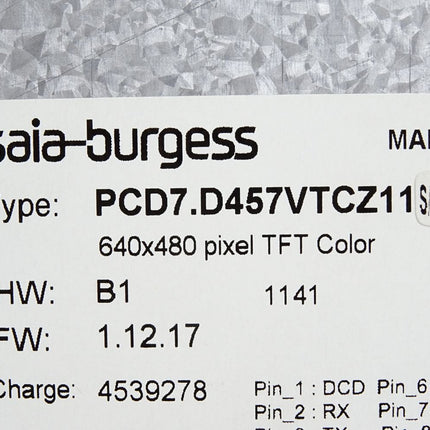 saia-burgess MA
ype: PCD7.D457VTCZ11 S
640x480 pixel TFT Color
HW: B1 1141
FW: 1.12.17
Charge: 4539278 Pin_1 : DCD Pin_6
Pin_2 : RX Pin_7